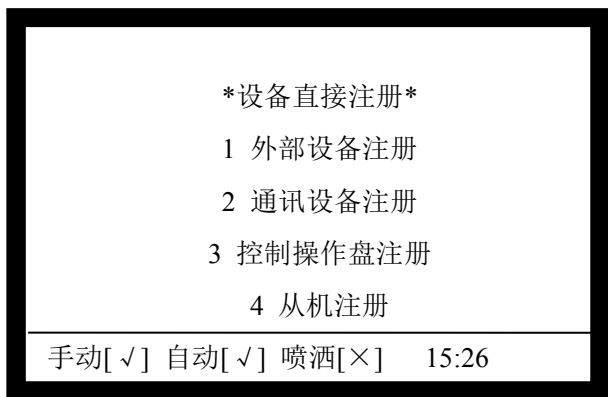 *设备直接注册*
1 外部设备注册
2 通讯设备注册
3 控制操作盘注册
4 从机注册
手动[√] 自动[√] 喷洒[×] 15:26